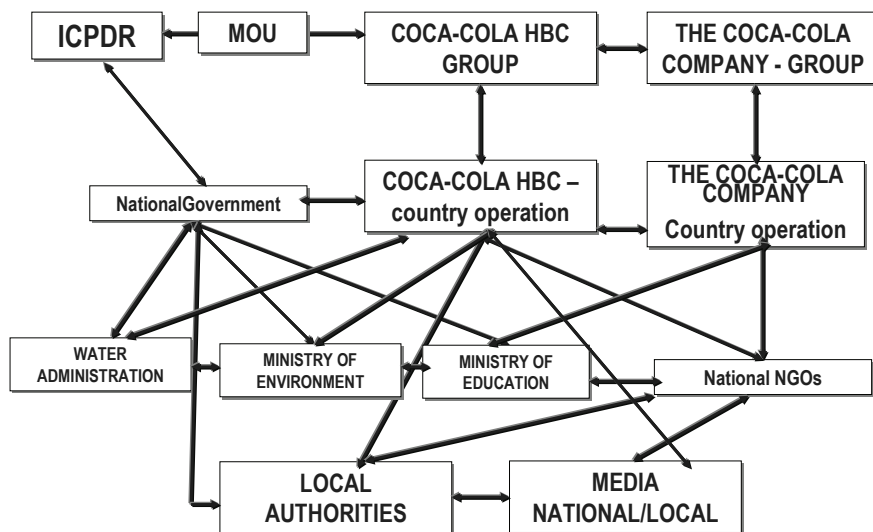 ICPDR
MOU
COCA-COLA HBC
GROUP
THE COCA-COLA
COMPANY - GROUP
NationalGovernment
COCA-COLA HBC –
country operation
THE COCA-COLA
COMPANY
Country operation
WATER
ADMINISTRATION
MINISTRY OF
ENVIRONMENT
MINISTRY OF
EDUCATION
National NGOs
LOCAL
AUTHORITIES
MEDIA
NATIONAL/LOCAL